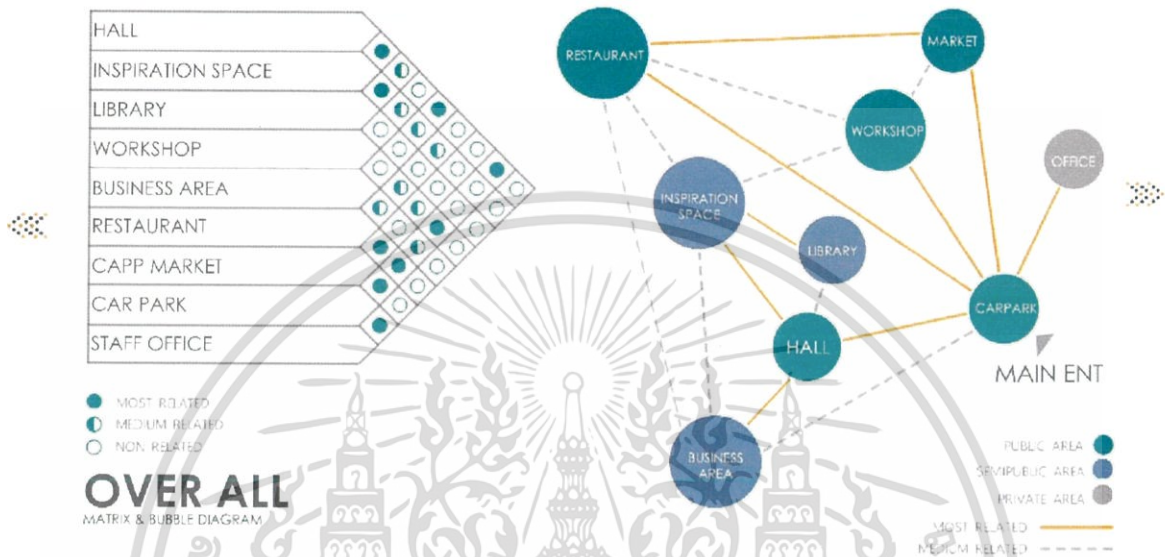 HALL
INSPIRATION SPACE
LIBRARY
WORKSHOP
BUSINESS AREA
RESTAURANT
CAPP MARKET
CAR PARK
STAFF OFFICE
MOST RELATED
MEDIUM RELATED
NON RELATED
OVER ALL
MATRIX & BUBBLE DIAGRAM
RESTAURANT
MARKET
WORKSHOP
OFFICE
INSPIRATION
SPACE
LIBRARY
CARPARK
HALL
MAIN ENT
BUSINESS
AREA
PUBLIC AREA
SEMIPUBLIC AREA
PRIVATE AREA
MOST RELATED
MEDIUM RELATED